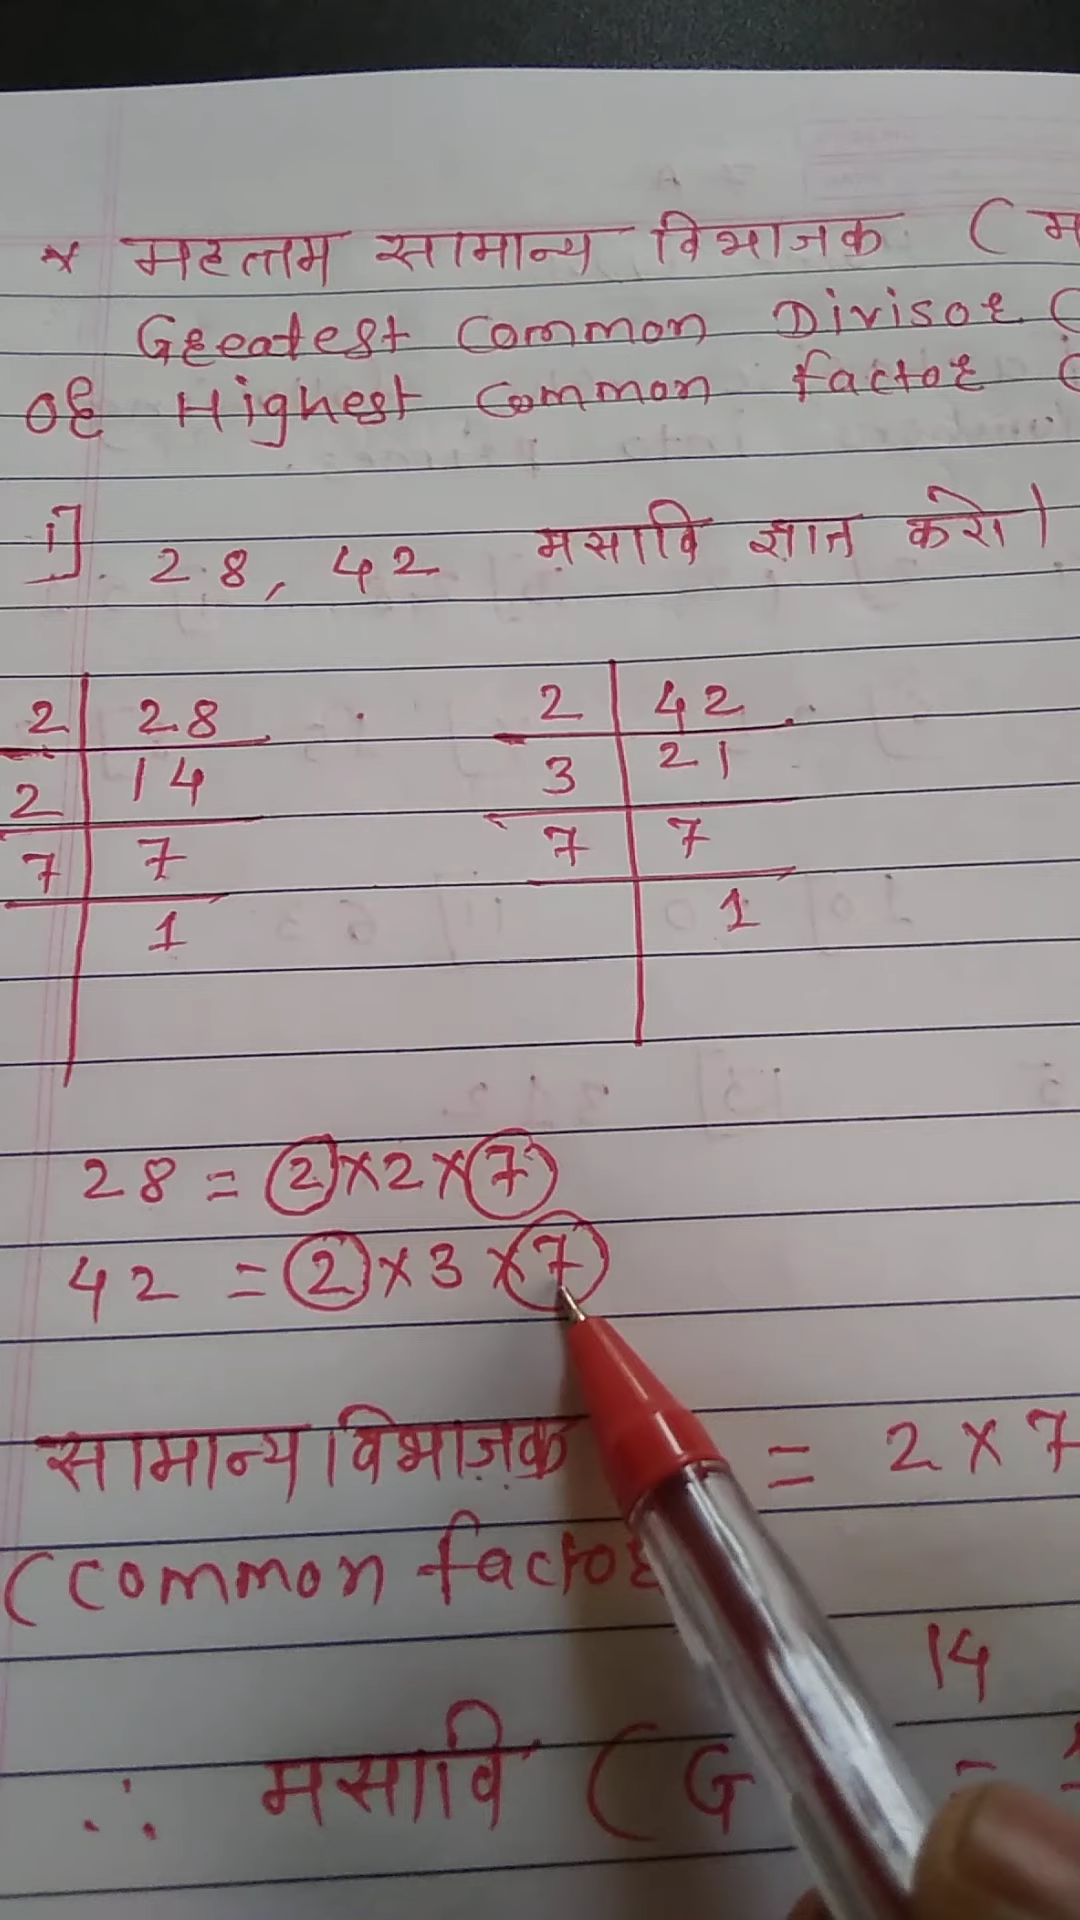 * महत्तम सामान्य विभाजक (म
Greatest Common Divisor (
or Highest Common factor (
1] 28, 42 मसावि ज्ञात करो।
2 | 28    2 | 42
2 | 14    3 | 21
7 | 7    7 | 7
1    1
28 = 2 × 2 × 7
42 = 2 × 3 × 7
सामान्य विभाजक = 2 × 7
(common factor
14
∴ मसावि (G =